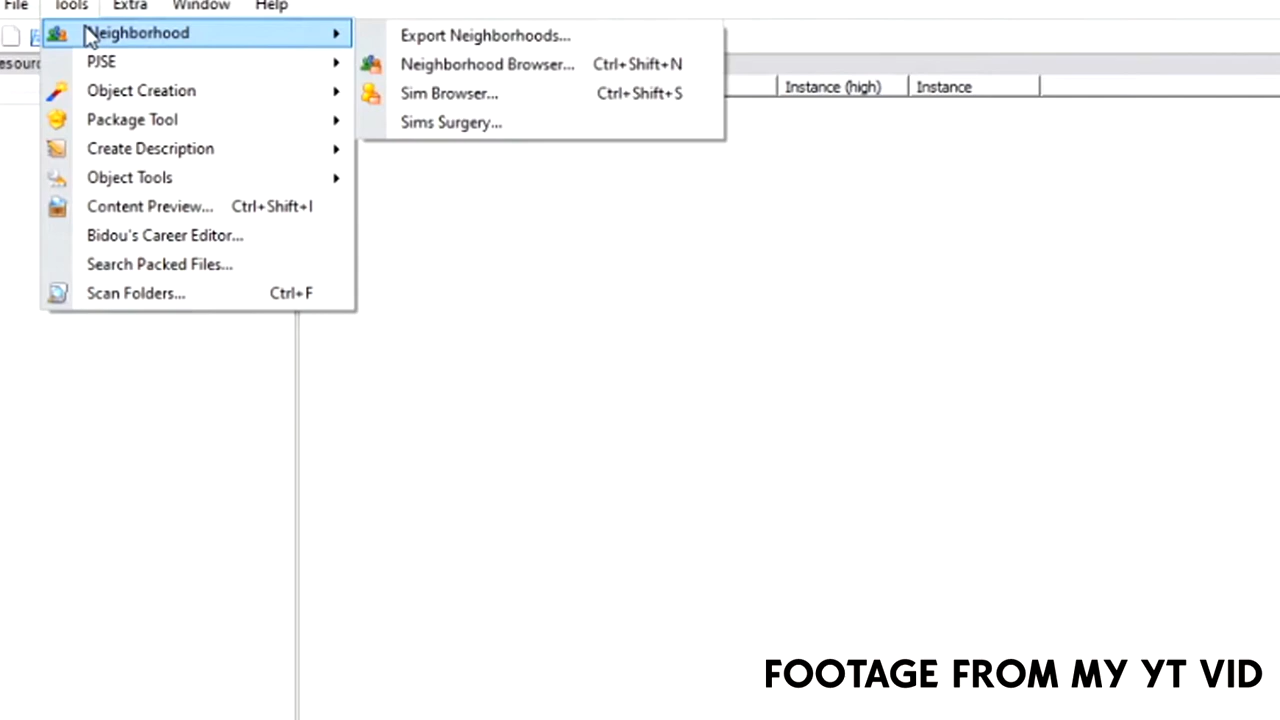 File Tools Extra Window Help
Neighborhood
PJSE
Object Creation
Package Tool
Create Description
Object Tools
Content Preview... Ctrl+Shift+I
Bidou's Career Editor...
Search Packed Files...
Scan Folders... Ctrl+F
Export Neighborhoods...
Neighborhood Browser... Ctrl+Shift+N
Sim Browser... Ctrl+Shift+S
Sims Surgery...
Instance (high) Instance
FOOTAGE FROM MY YT VID